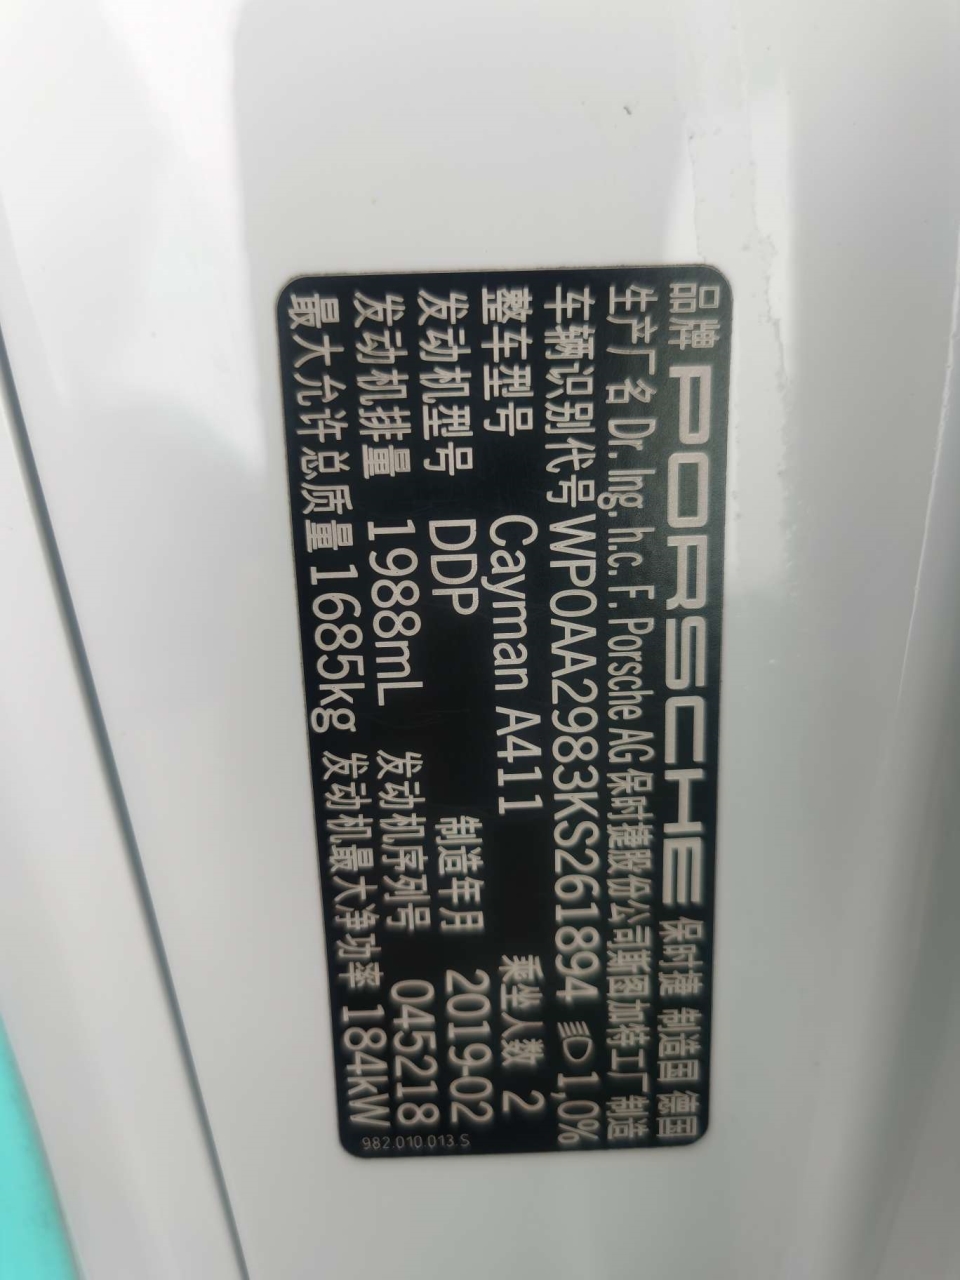 品牌 PORSCHE 保时捷 制造国 德国
生产厂名 Dr. Ing. h.c. F. Porsche AG 保时捷股份公司斯图加特工厂制造
车辆识别代号 WP0AA2983KS261894 1,0%
整车型号 Cayman A411 乘坐人数 2
发动机型号 DDP 制造年月 2019-02
发动机排量 1988mL 发动机序列号 045218
最大允许总质量 1685kg 发动机最大净功率 184kW
982.010.013.S